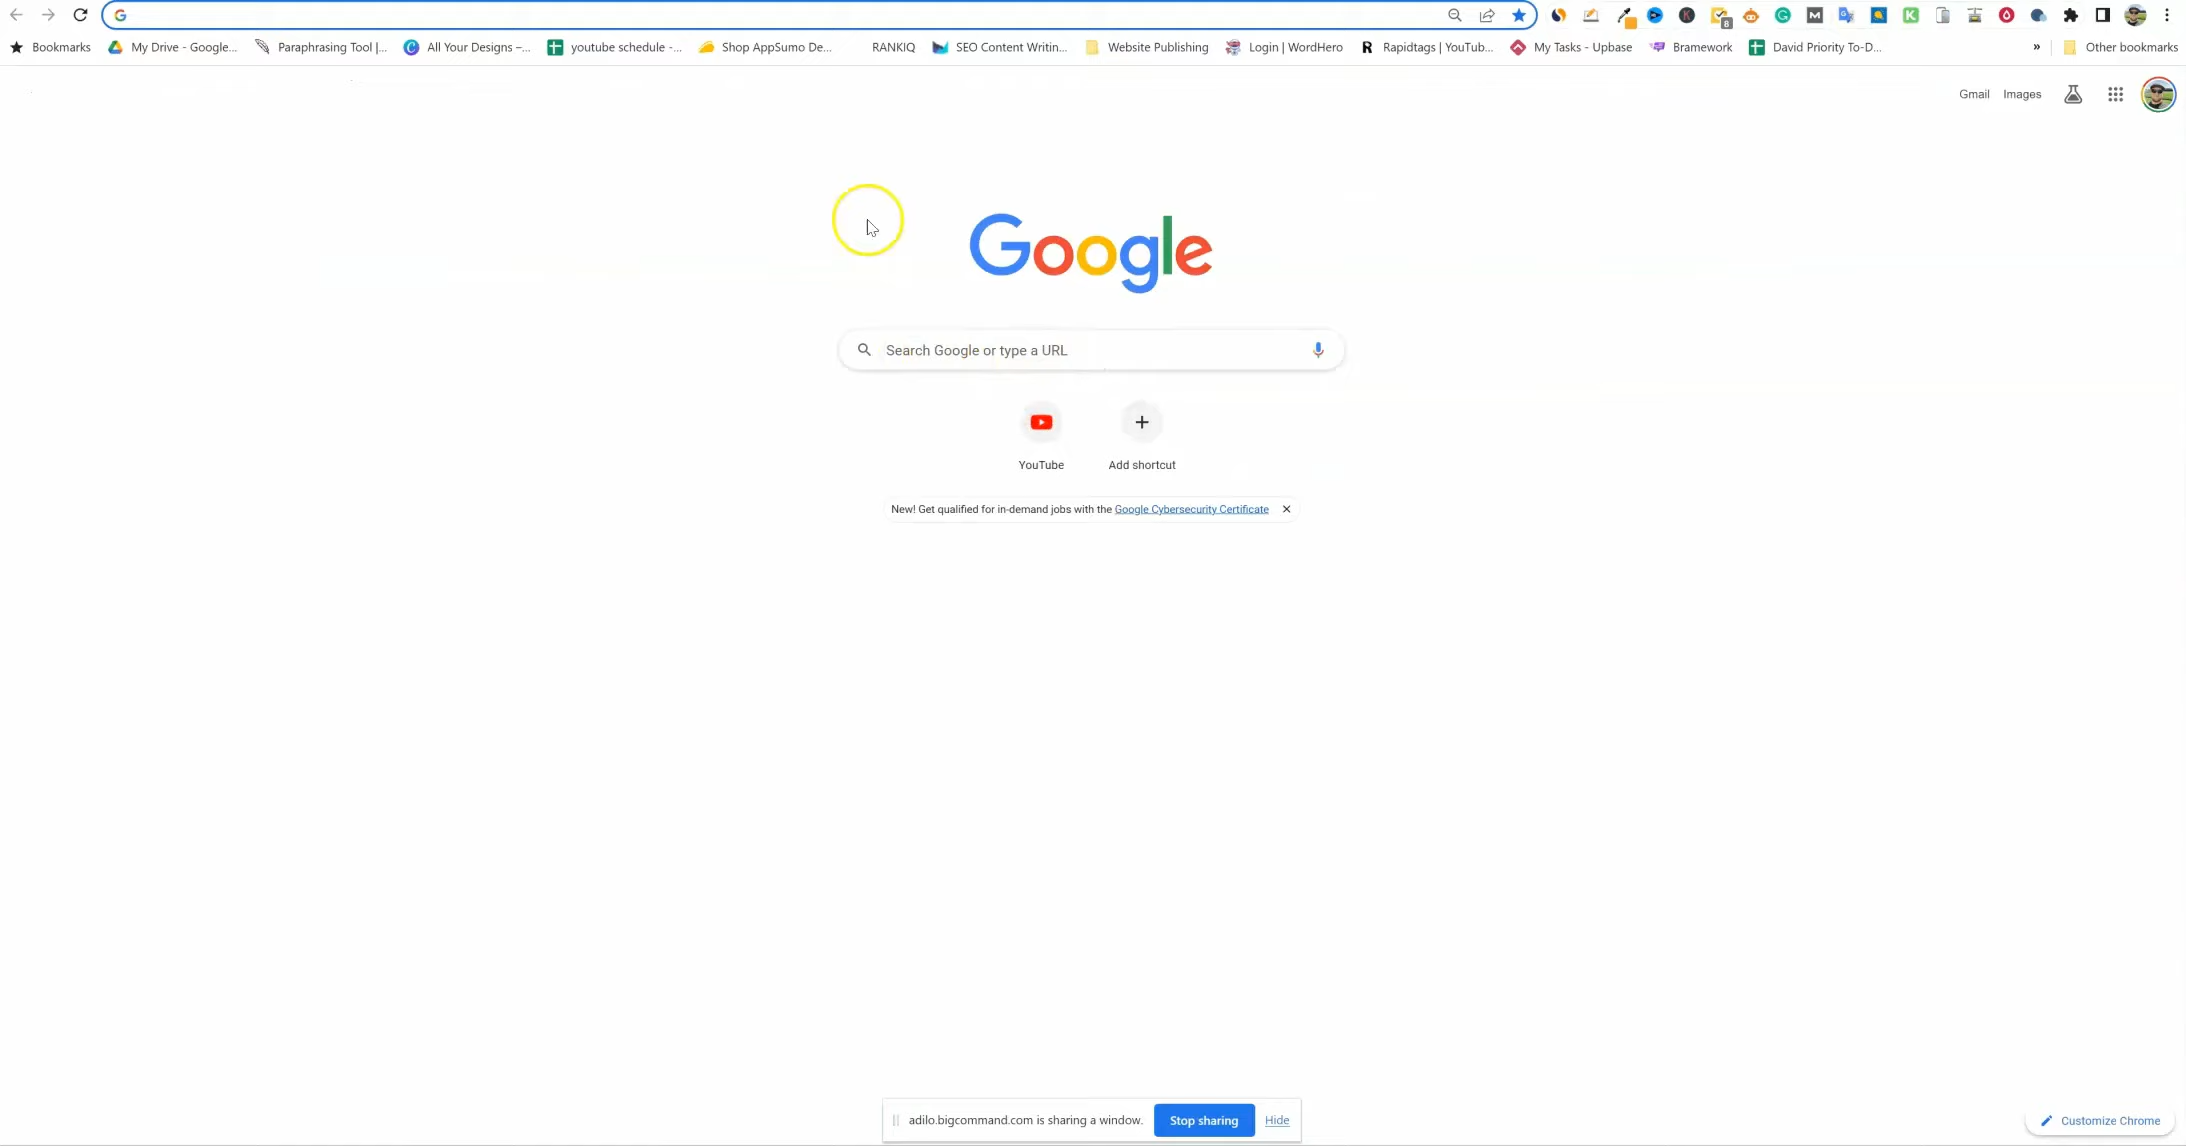 Bookmarks My Drive - Google... Paraphrasing Tool |... All Your Designs –... youtube schedule -... Shop AppSumo De... RANKIQ SEO Content Writin... Website Publishing Login | WordHero Rapidtags | YouTub... My Tasks - Upbase Bramework David Priority To-D... » Other bookmarks
Gmail Images
Google
Search Google or type a URL
YouTube Add shortcut
New! Get qualified for in-demand jobs with the Google Cybersecurity Certificate
adilo.bigcommand.com is sharing a window. Stop sharing Hide
Customize Chrome